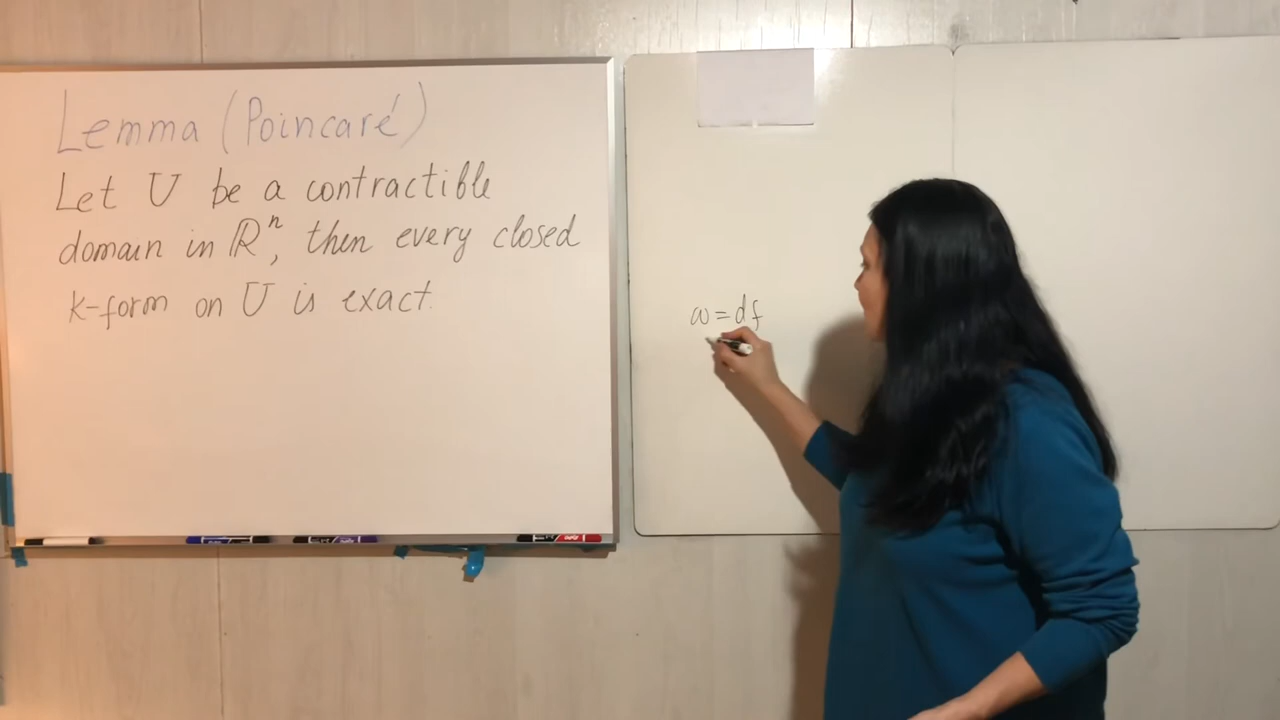 Lemma (Poincaré)
Let U be a contractible
domain in ℝⁿ, then every closed
k-form on U is exact.
ω = df